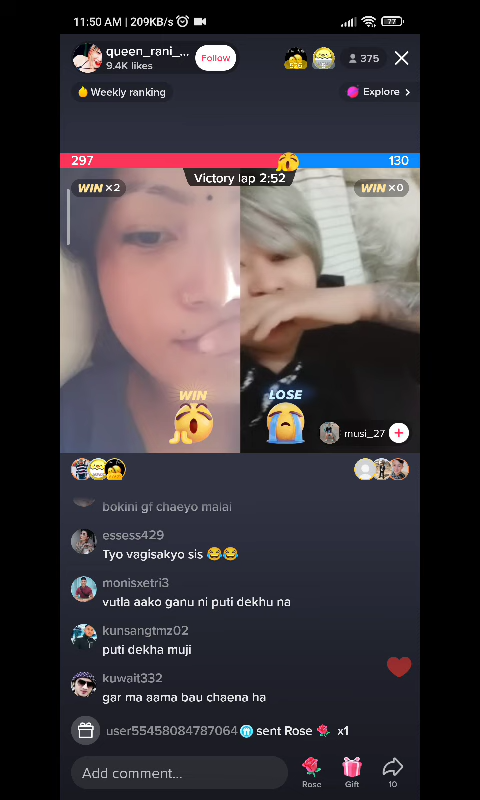 11:50 AM | 209KB/s
77
queen_rani_...
9.4K likes
Follow
375
Weekly ranking
Explore >
297
130
Victory lap 2:52
WIN ×2
WIN ×0
WIN
LOSE
musi_27
bokini gf chaeyo malai
essess429
Tyo vagisakyo sis 😂😂
monisxetri3
vutla aako ganu ni puti dekhu na
kunsangtmz02
puti dekha muji
kuwait332
gar ma aama bau chaena ha
user55458084787064 sent Rose 🌹 x1
Add comment...
Rose
Gift
10